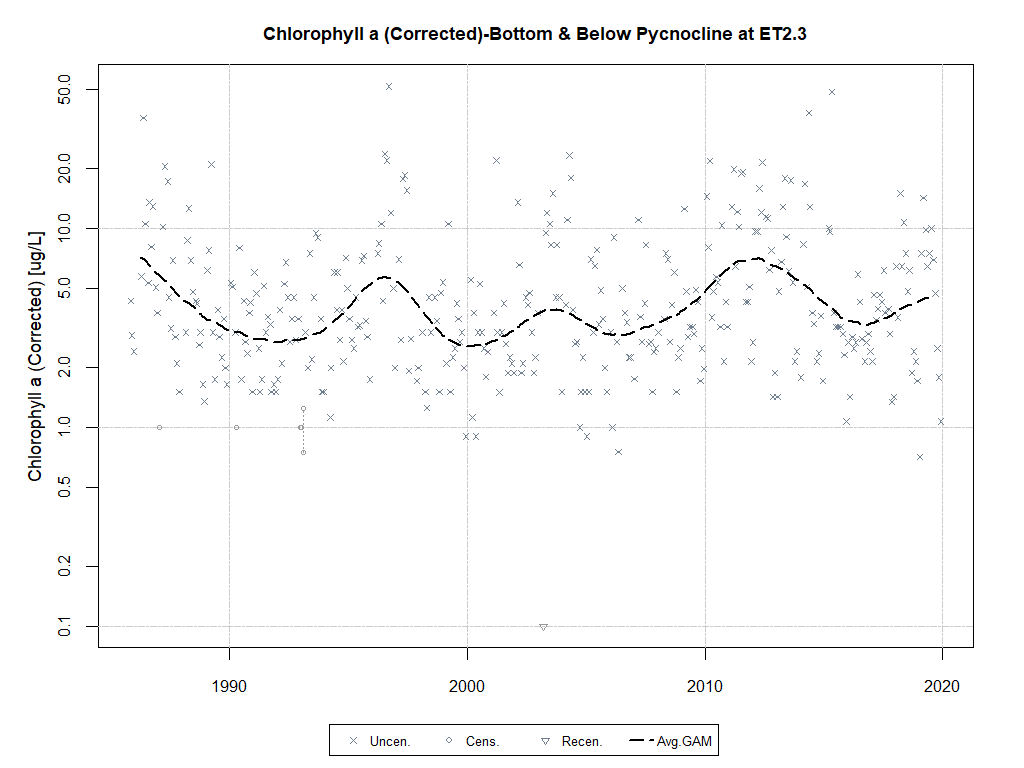 Chlorophyll a (Corrected)-Bottom & Below Pycnocline at ET2.3
Chlorophyll a (Corrected) [ug/L]
50.0
20.0
10.0
5.0
2.0
1.0
0.5
0.2
0.1
1990 2000 2010 2020
Uncen. Cens. Recen. Avg.GAM